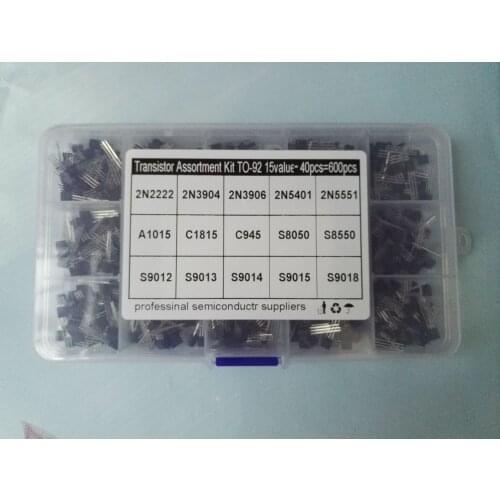 Transistor Assortment Kit TO-92 15value~ 40pcs=600pcs
2N2222 2N3904 2N3906 2N5401 2N5551
A1015 C1815 C945 S8050 S8550
S9012 S9013 S9014 S9015 S9018
professinal semiconductr suppliers